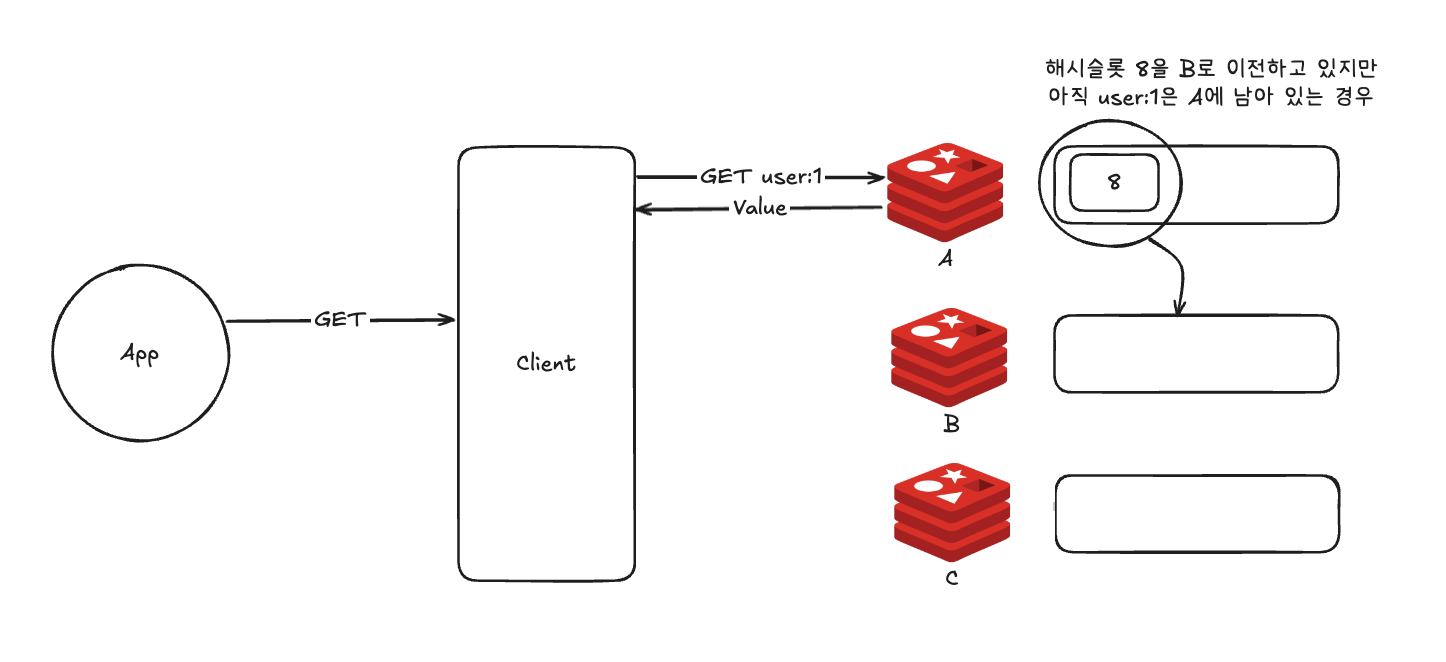 해시슬롯 8을 B로 이전하고 있지만
아직 user:1은 A에 남아 있는 경우
GET user:1
Value
8
A
App
GET
Client
B
C